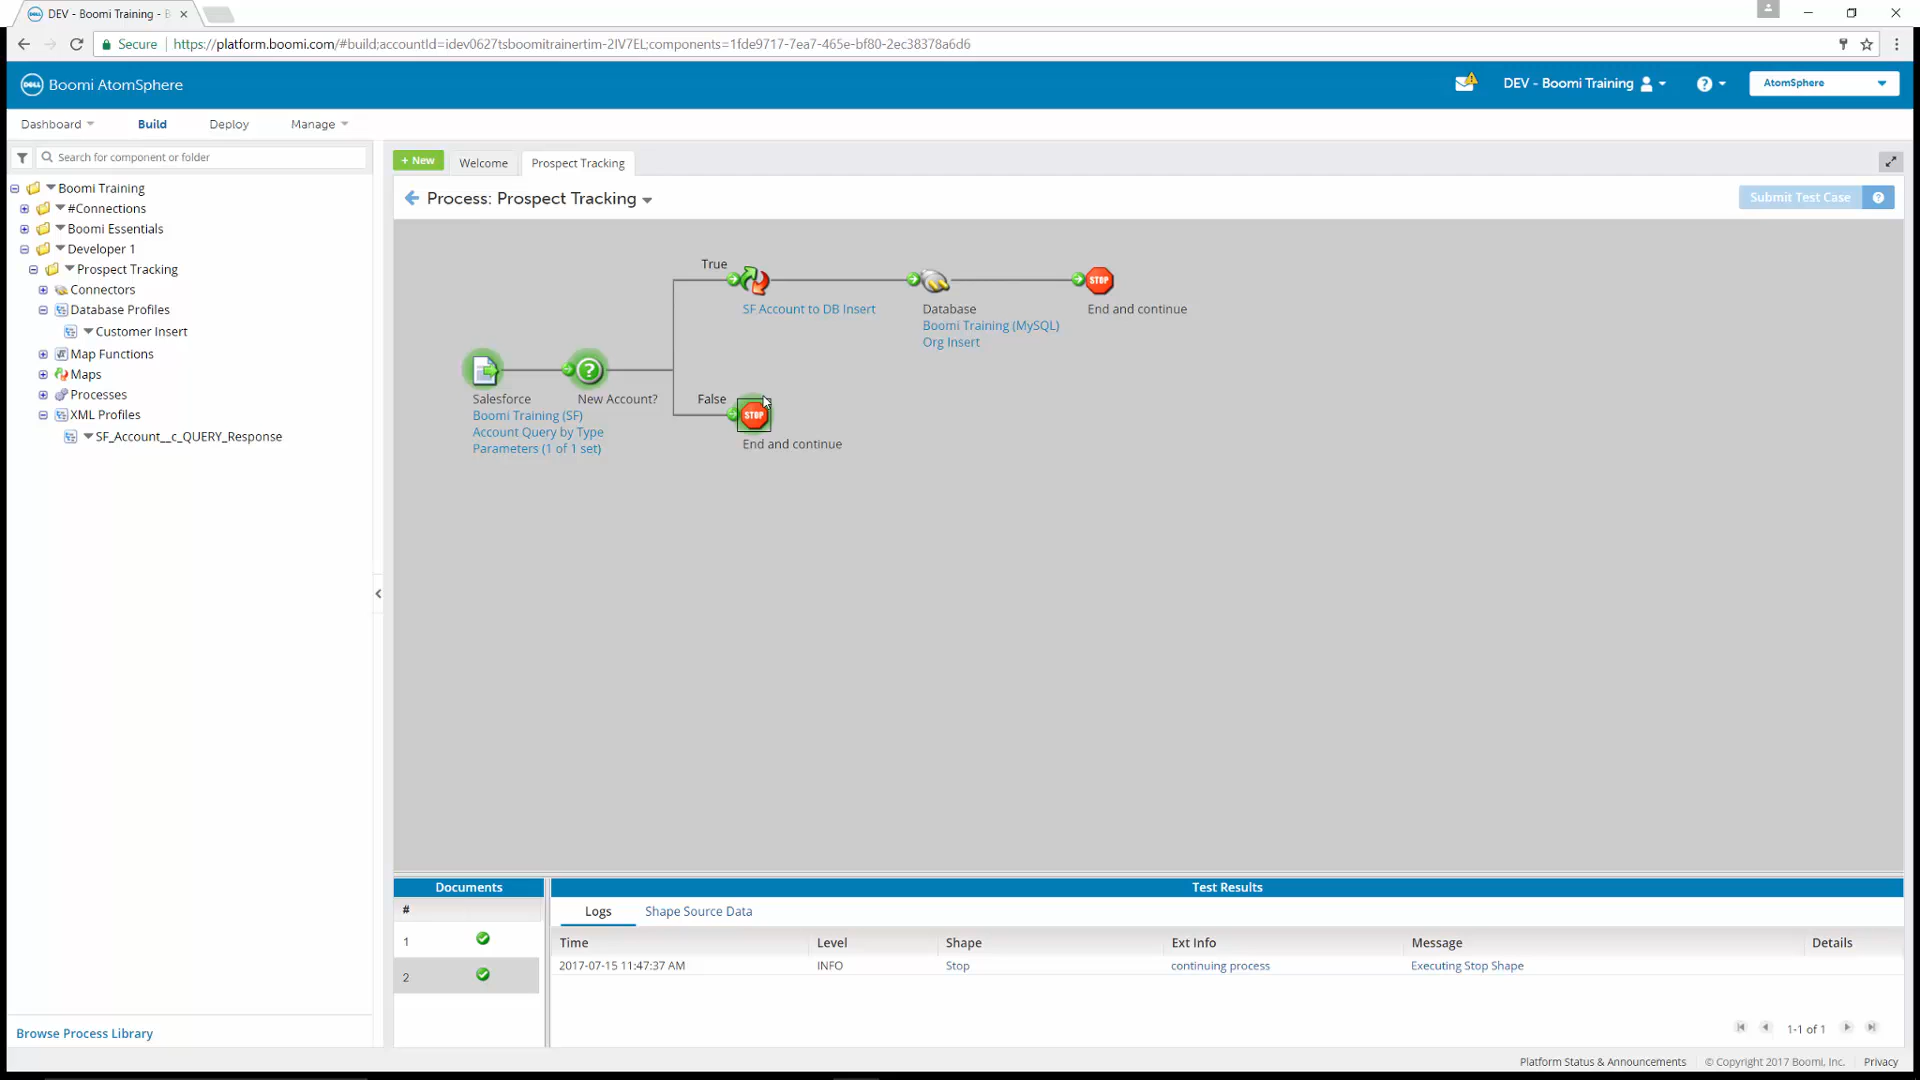 DEV - Boomi Training - B
Secure https://platform.boomi.com/#build;accountId=idev0627tsboomitrainertim-2IV7EL;components=1fde9717-7ea7-465e-bf80-2ec38378a6d6
DELL Boomi AtomSphere
DEV - Boomi Training
AtomSphere
Dashboard Build Deploy Manage
Search for component or folder
Boomi Training
#Connections
Boomi Essentials
Developer 1
Prospect Tracking
Connectors
Database Profiles
Customer Insert
Map Functions
Maps
Processes
XML Profiles
SF_Account__c_QUERY_Response
Browse Process Library
+ New Welcome Prospect Tracking
Process: Prospect Tracking
Submit Test Case ?
True
STOP
SF Account to DB Insert
Database
Boomi Training (MySQL)
Org Insert
End and continue
?
Salesforce
Boomi Training (SF)
Account Query by Type
Parameters (1 of 1 set)
New Account?
False
STOP
End and continue
Documents
#
1
2
Test Results
Logs Shape Source Data
Time Level Shape Ext Info Message Details
2017-07-15 11:47:37 AM INFO Stop continuing process Executing Stop Shape
1-1 of 1
Platform Status & Announcements © Copyright 2017 Boomi, Inc. Privacy